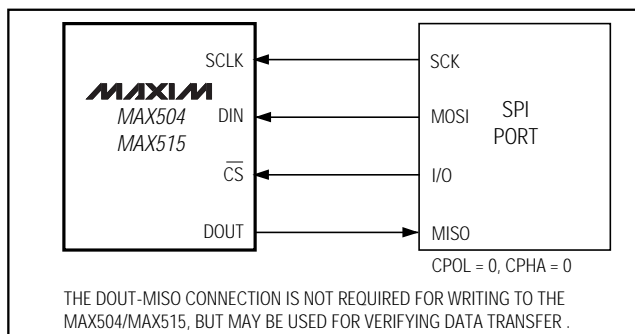 SCLK SCK
MAXIM
MAX504 DIN MOSI SPI
MAX515 PORT
CS I/O
DOUT MISO
CPOL = 0, CPHA = 0
THE DOUT-MISO CONNECTION IS NOT REQUIRED FOR WRITING TO THE
MAX504/MAX515, BUT MAY BE USED FOR VERIFYING DATA TRANSFER .